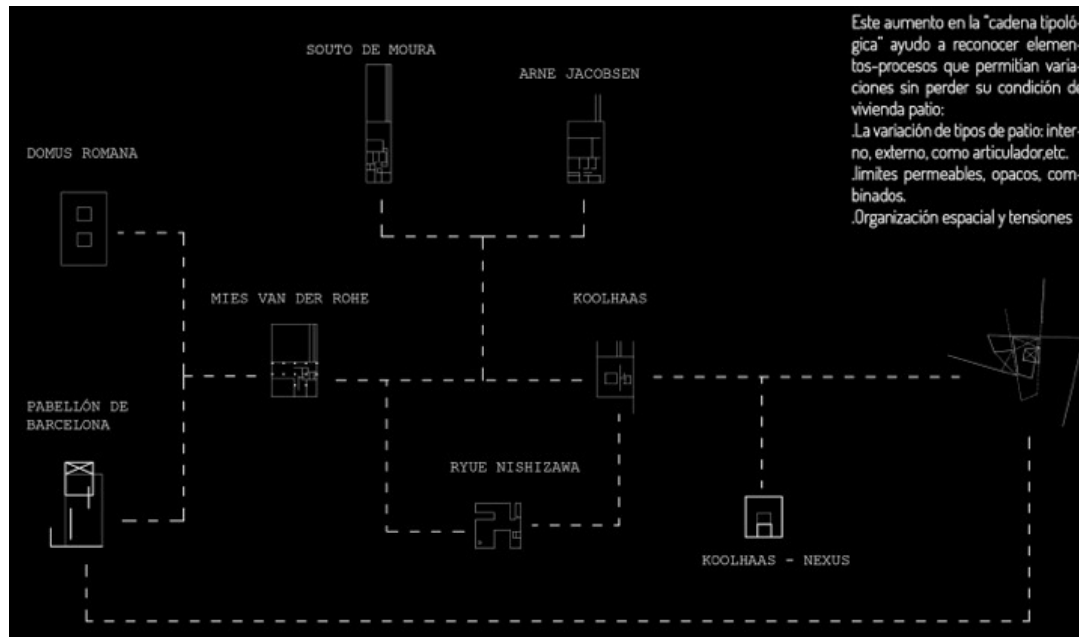 Este aumento en la "cadena tipoló-
gica" ayudo a reconocer elemen-
tos-procesos que permitían varia-
ciones sin perder su condición de
vivienda patio:
.La variación de tipos de patio: inter-
no, externo, como articulador,etc.
.limites permeables, opacos, com-
binados.
.Organización espacial y tensiones
SOUTO DE MOURA
ARNE JACOBSEN
DOMUS ROMANA
MIES VAN DER ROHE
KOOLHAAS
PABELLÓN DE
BARCELONA
RYUE NISHIZAWA
KOOLHAAS - NEXUS